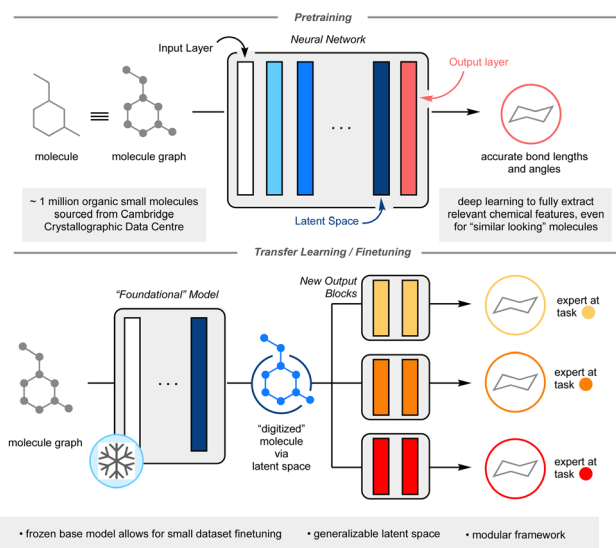 Pretraining
Neural Network
Input Layer
Output layer
...
molecule
molecule graph
accurate bond lengths
and angles
~ 1 million organic small molecules
sourced from Cambridge
Crystallographic Data Centre
Latent Space
deep learning to fully extract
relevant chemical features, even
for “similar looking” molecules
Transfer Learning / Finetuning
“Foundational” Model
New Output
Blocks
...
molecule graph
“digitized”
molecule
via
latent space
expert at
task
expert at
task
expert at
task
• frozen base model allows for small dataset finetuning • generalizable latent space • modular framework